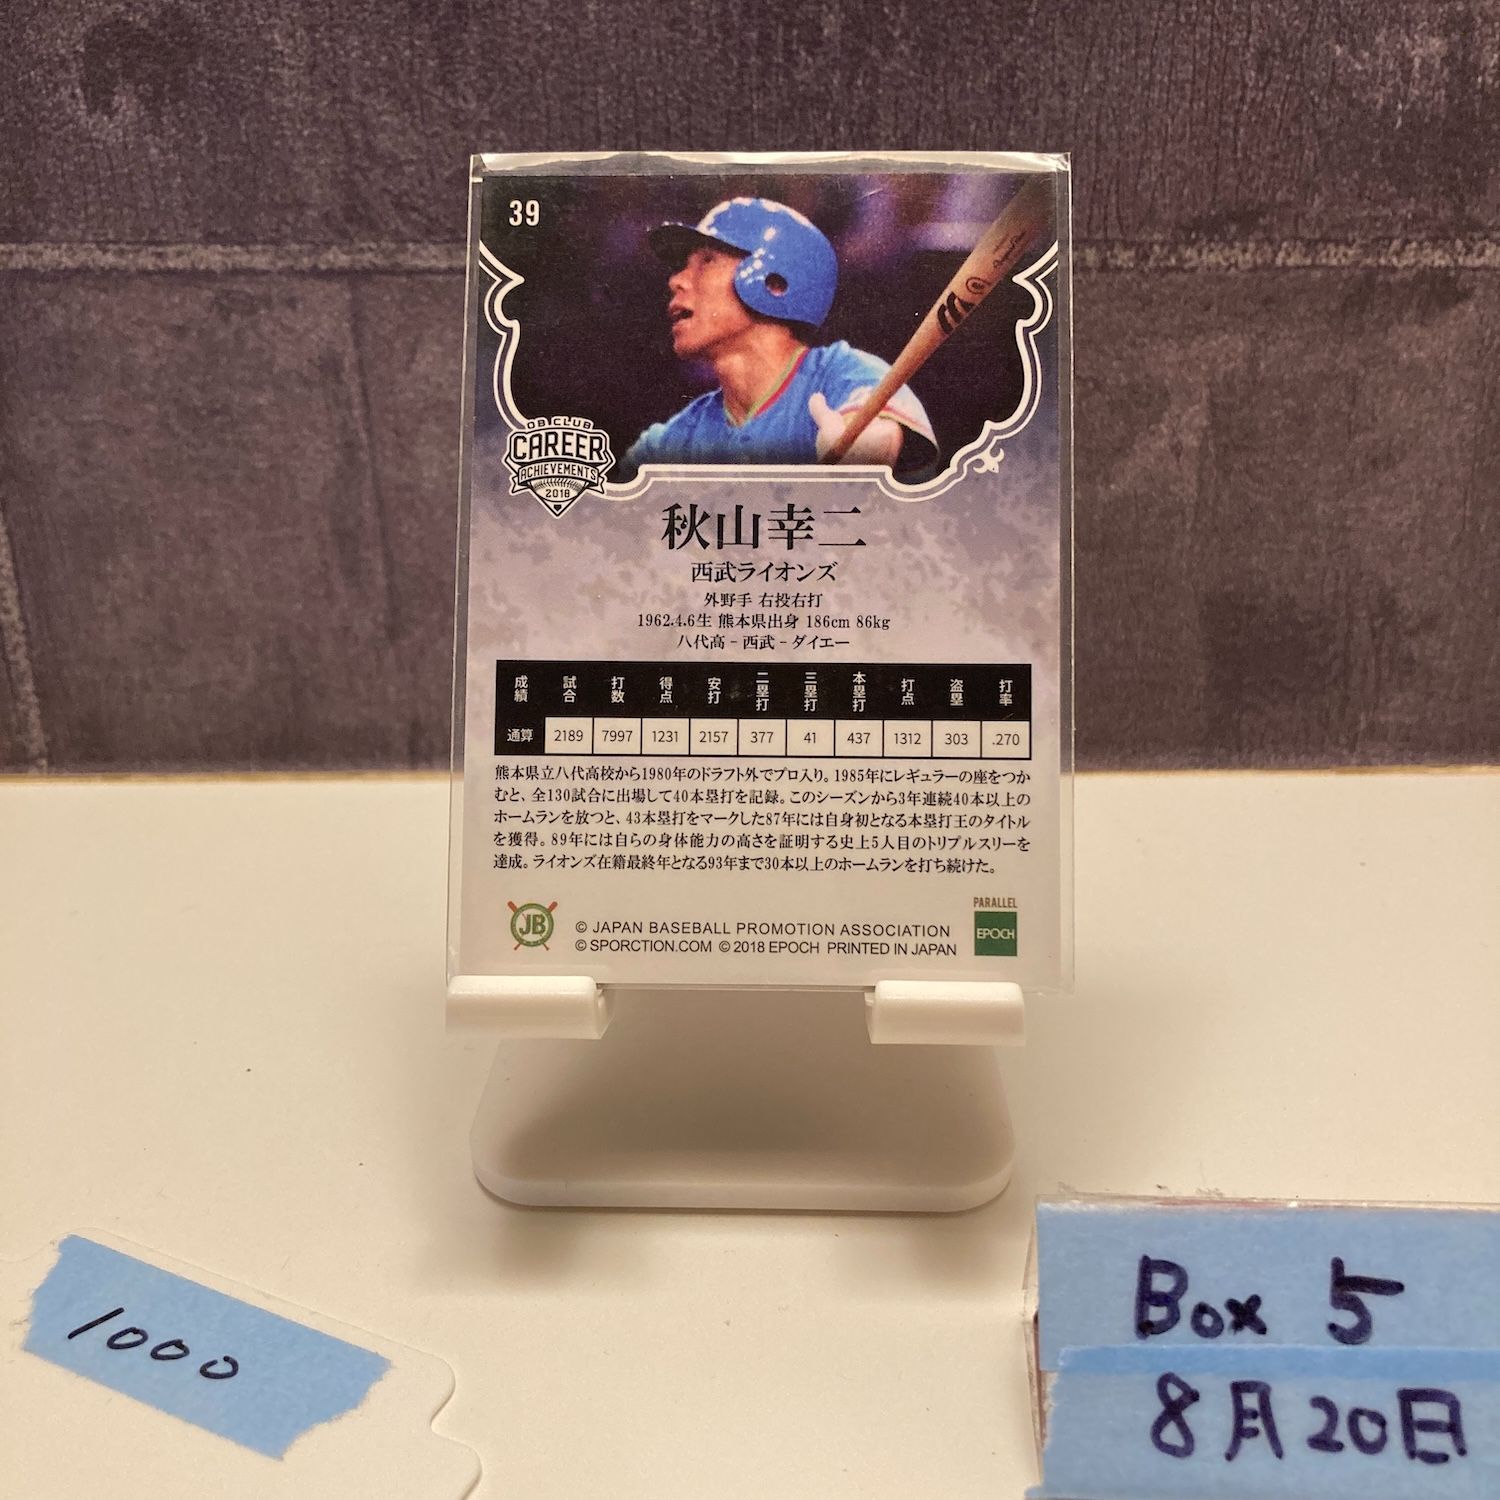 39
OB CLUB
CAREER
ACHIEVEMENTS
2018
秋山幸二
西武ライオンズ
外野手 右投右打
1962.4.6生 熊本県出身 186cm 86kg
八代高 - 西武 - ダイエー
成績 試合 打数 得点 安打 二塁打 三塁打 本塁打 打点 盗塁 打率
通算 2189 7997 1231 2157 377 41 437 1312 303 .270
熊本県立八代高校から1980年のドラフト外でプロ入り。1985年にレギュラーの座をつか
むと、全130試合に出場して40本塁打を記録。このシーズンから3年連続40本以上の
ホームランを放つと、43本塁打をマークした87年には自身初となる本塁打王のタイトル
を獲得。89年には自らの身体能力の高さを証明する史上5人目のトリプルスリーを
達成。ライオンズ在籍最終年となる93年まで30本以上のホームランを打ち続けた。
JB
© JAPAN BASEBALL PROMOTION ASSOCIATION
© SPORCTION.COM © 2018 EPOCH PRINTED IN JAPAN
PARALLEL
EPOCH
1000
Box 5
8月20日